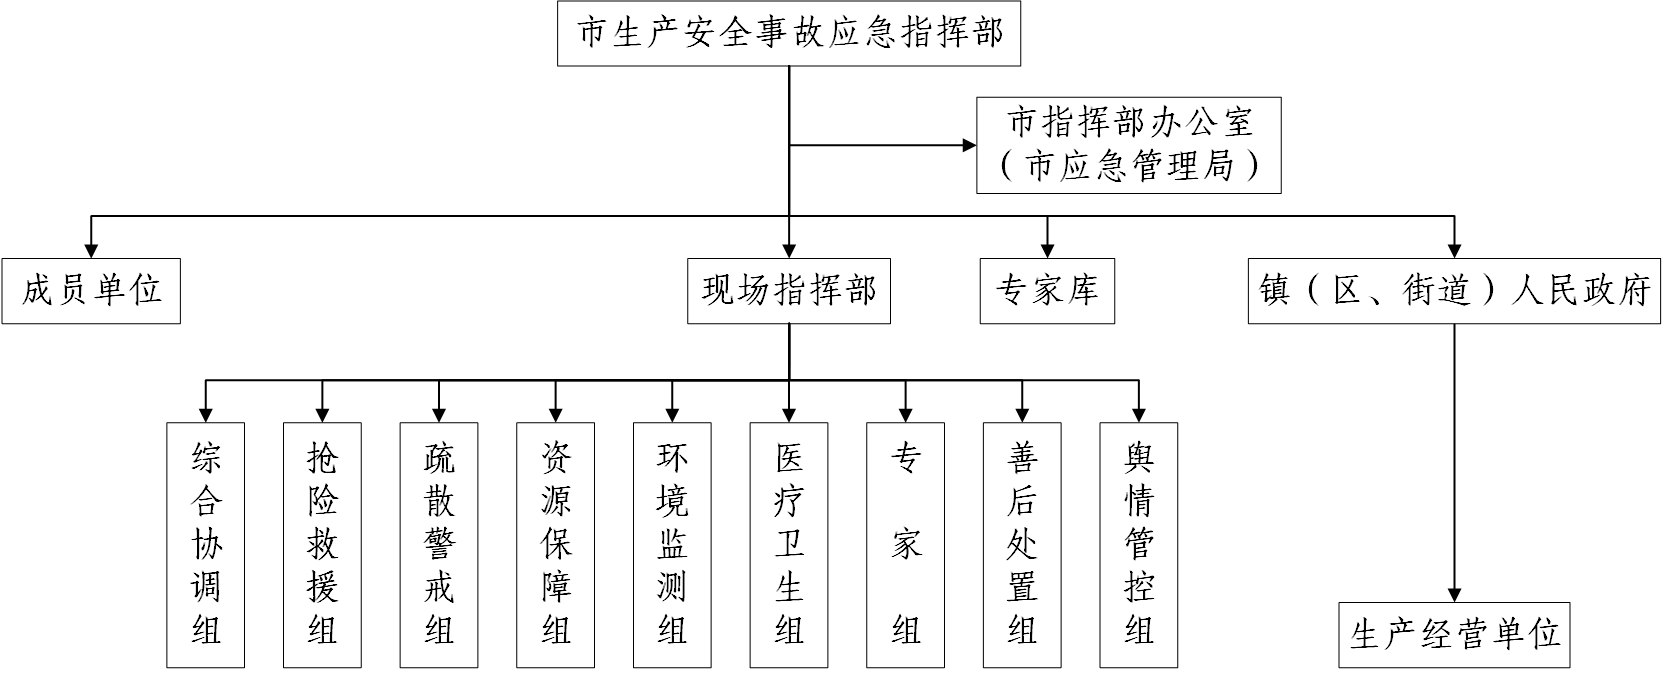 市生产安全事故应急指挥部
市指挥部办公室
（市应急管理局）
成员单位
现场指挥部
专家库
镇（区、街道）人民政府
综合协调组
抢险救援组
疏散警戒组
资源保障组
环境监测组
医疗卫生组
专家组
善后处置组
舆情管控组
生产经营单位